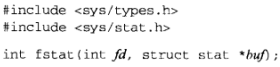 #include <sys/types.h>
#include <sys/stat.h>
int fstat(int fd, struct stat *buf);